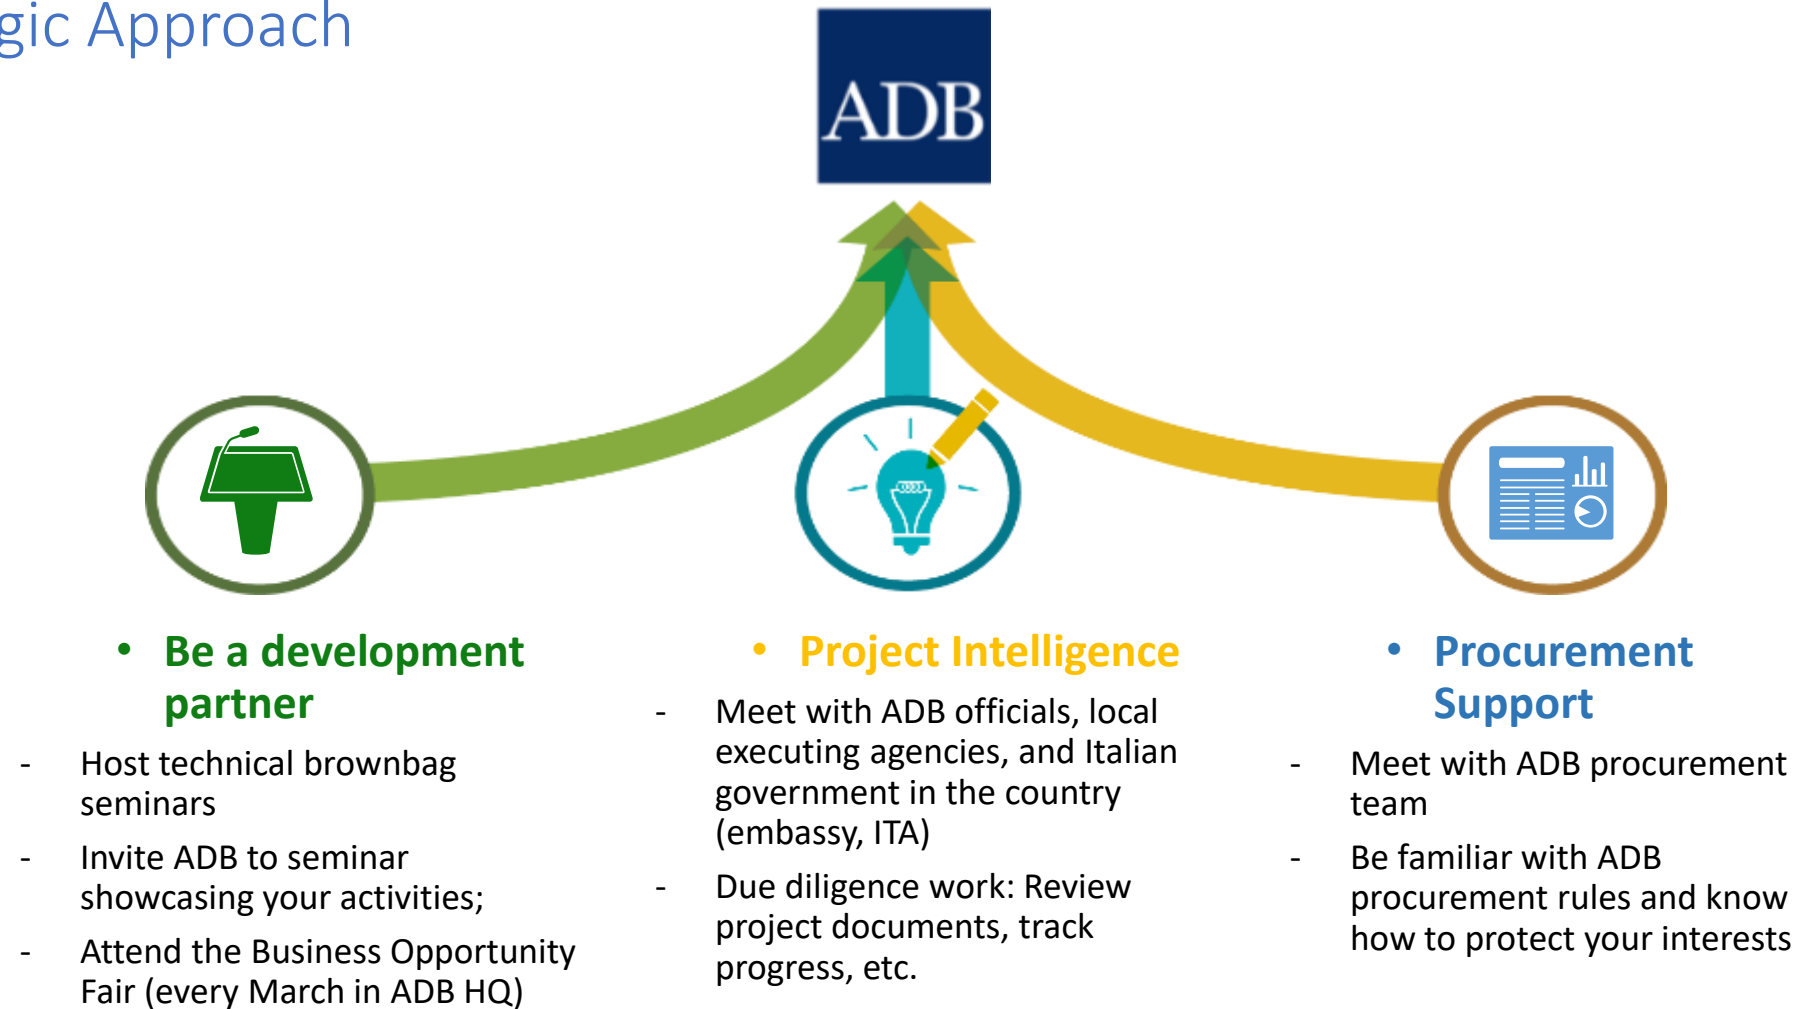 gic Approach
ADB
• Be a development
partner
- Host technical brownbag
seminars
- Invite ADB to seminar
showcasing your activities;
- Attend the Business Opportunity
Fair (every March in ADB HQ)
• Project Intelligence
- Meet with ADB officials, local
executing agencies, and Italian
government in the country
(embassy, ITA)
- Due diligence work: Review
project documents, track
progress, etc.
• Procurement
Support
- Meet with ADB procurement
team
- Be familiar with ADB
procurement rules and know
how to protect your interests